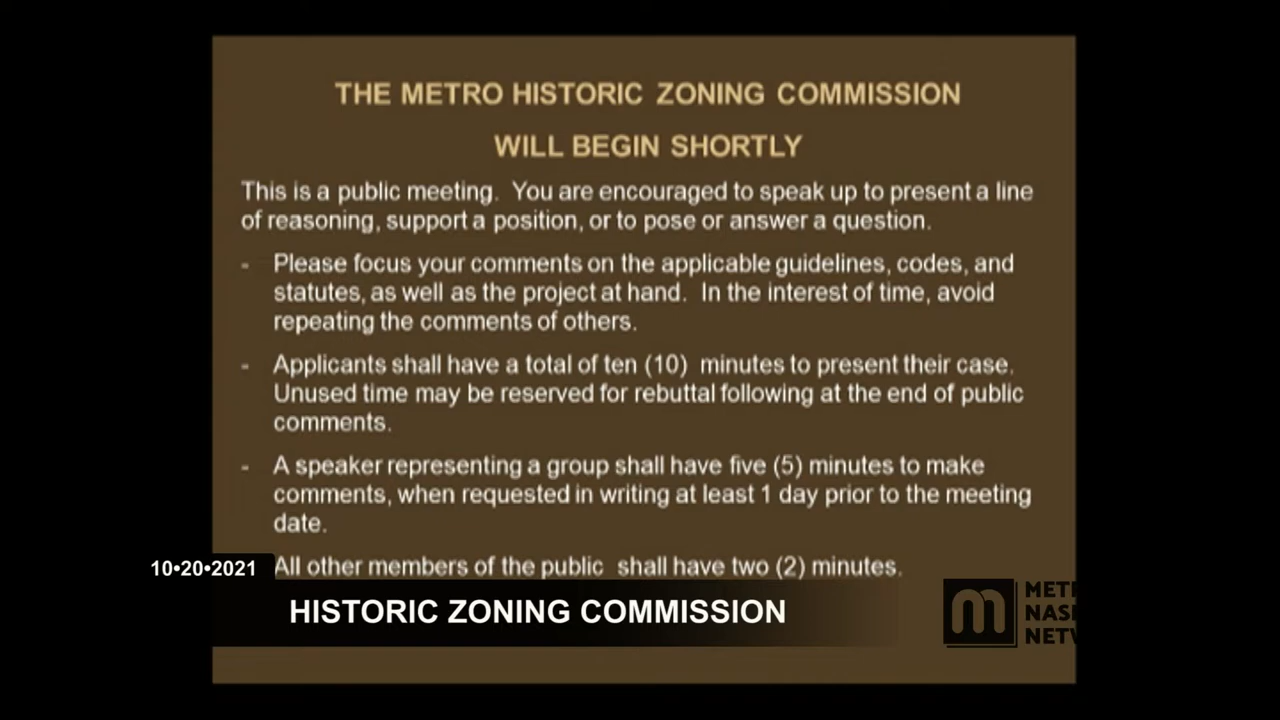 THE METRO HISTORIC ZONING COMMISSION
WILL BEGIN SHORTLY
This is a public meeting. You are encouraged to speak up to present a line
of reasoning, support a position, or to pose or answer a question.
- Please focus your comments on the applicable guidelines, codes, and
statutes, as well as the project at hand. In the interest of time, avoid
repeating the comments of others.
- Applicants shall have a total of ten (10) minutes to present their case.
Unused time may be reserved for rebuttal following at the end of public
comments.
- A speaker representing a group shall have five (5) minutes to make
comments, when requested in writing at least 1 day prior to the meeting
date.
10•20•2021
All other members of the public shall have two (2) minutes.
HISTORIC ZONING COMMISSION
m